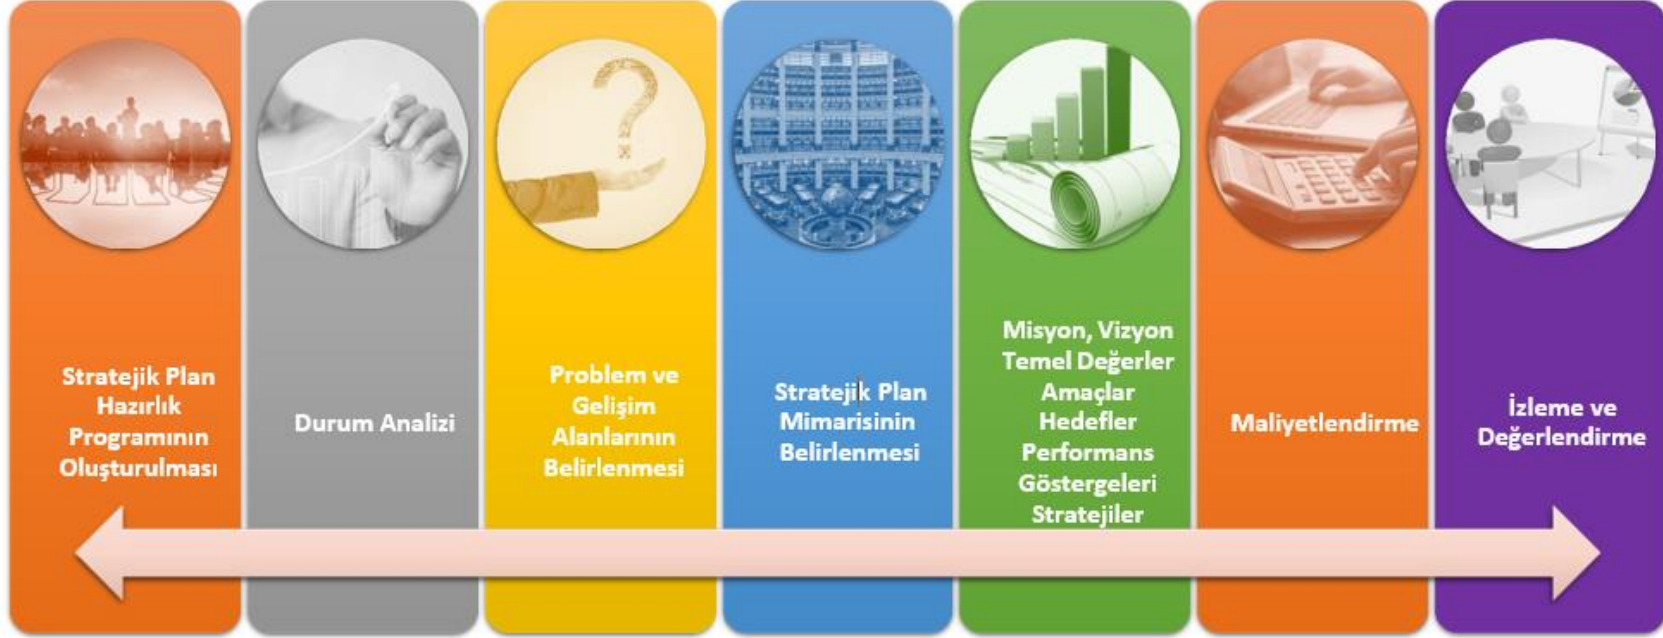 Stratejik Plan
Hazırlık
Programının
Oluşturulması
Durum Analizi
Problem ve
Gelişim
Alanlarının
Belirlenmesi
Stratejik Plan
Mimarisinin
Belirlenmesi
Misyon, Vizyon
Temel Değerler
Amaçlar
Hedefler
Performans
Göstergeleri
Stratejiler
Maliyetlendirme
İzleme ve
Değerlendirme